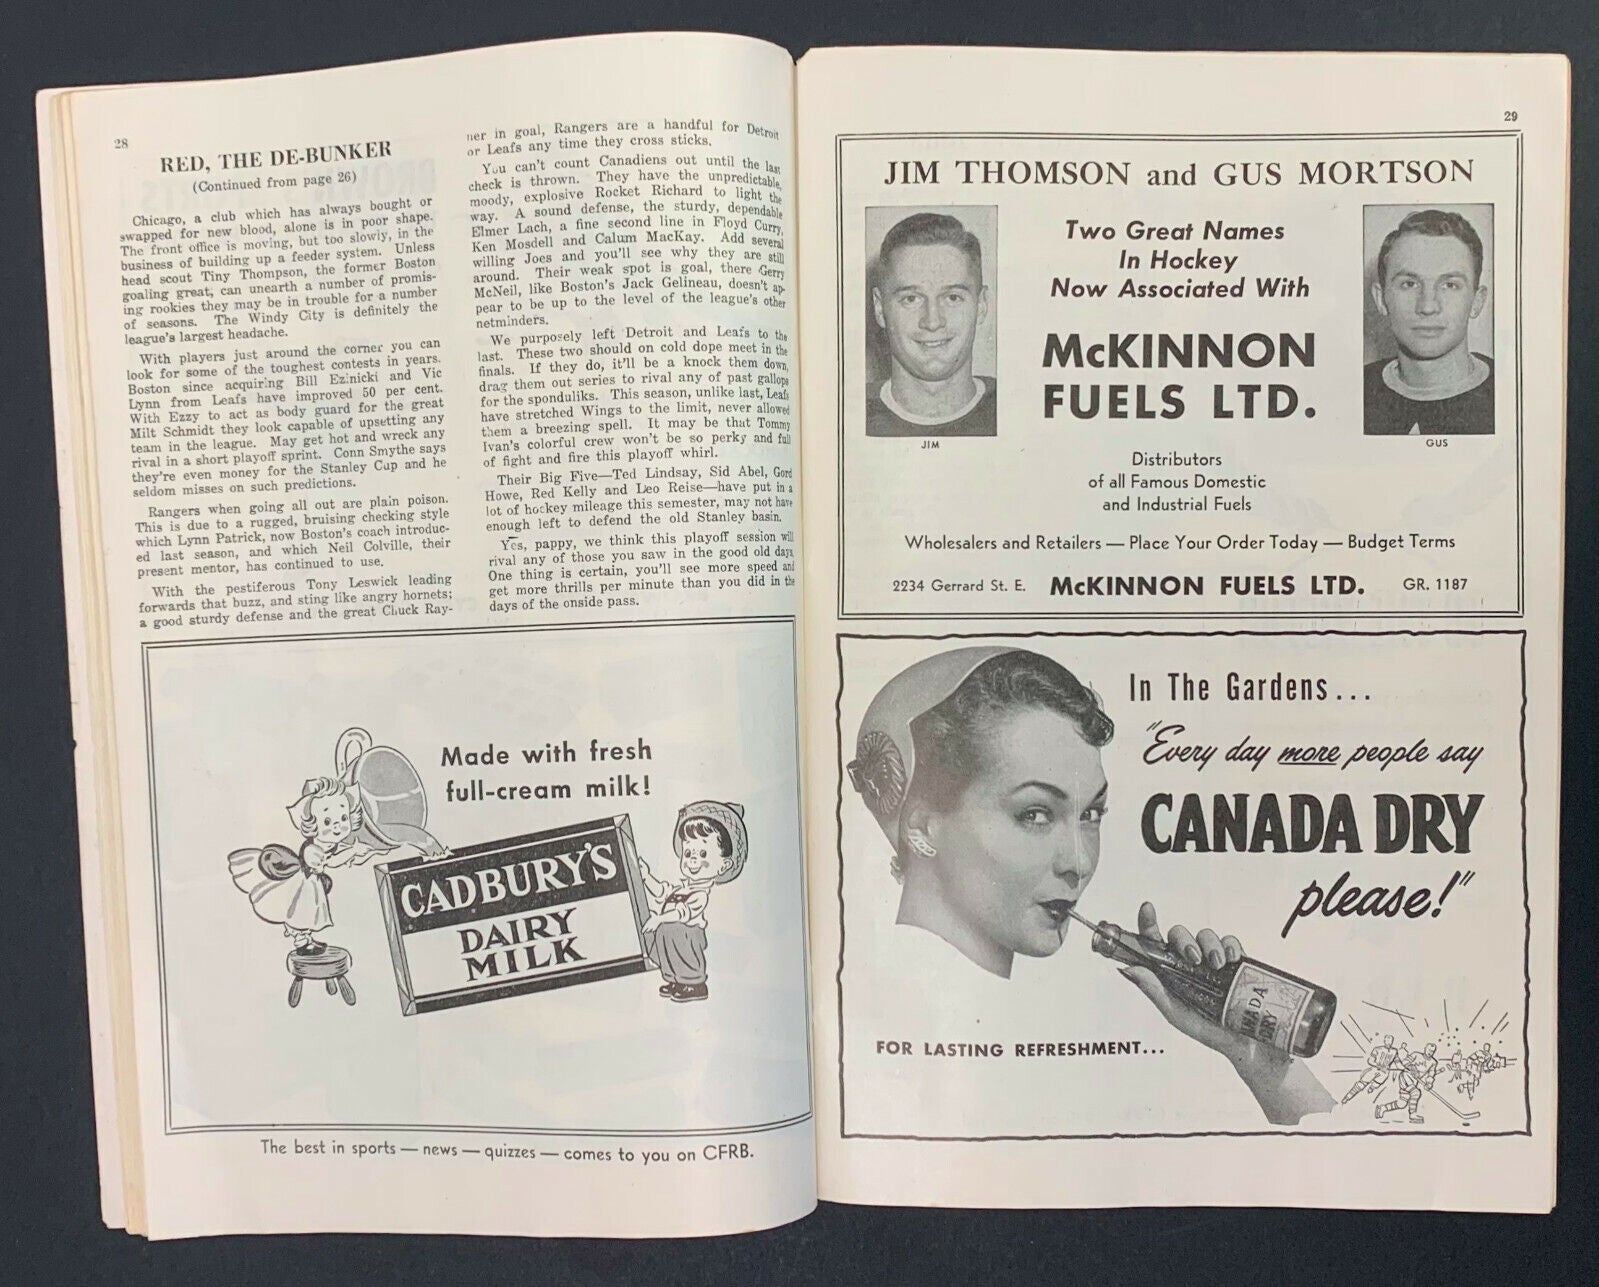 28
RED, THE DE-BUNKER
(Continued from page 26)
Chicago, a club which has always bought or
swapped for new blood, alone is in poor shape.
The front office is moving, but too slowly, in the
business of building up a feeder system. Unless
head scout Tiny Thompson, the former Boston
goaling great, can unearth a number of promis-
ing rookies they may be in trouble for a number
of seasons. The Windy City is definitely the
league's largest headache.
With players just around the corner you can
look for some of the toughest contests in years.
Boston since acquiring Bill Ezinicki and Vic
Lynn from Leafs have improved 50 per cent.
With Ezzy to act as body guard for the great
Milt Schmidt they look capable of upsetting any
team in the league. May get hot and wreck any
rival in a short playoff sprint. Conn Smythe says
they're even money for the Stanley Cup and he
seldom misses on such predictions.
Rangers when going all out are plain poison.
This is due to a rugged, bruising checking style
which Lynn Patrick, now Boston's coach introduc-
ed last season, and which Neil Colville, their
present mentor, has continued to use.
With the pestiferous Tony Leswick leading
forwards that buzz, and sting like angry hornets;
a good sturdy defense and the great Chuck Ray-
ner in goal, Rangers are a handful for Detroit
or Leafs any time they cross sticks.
You can't count Canadiens out until the last
check is thrown. They have the unpredictable,
moody, explosive Rocket Richard to light the
way. A sound defense, the sturdy, dependable
Elmer Lach, a fine second line in Floyd Curry,
Ken Mosdell and Calum MacKay. Add several
willing Joes and you'll see why they are still
around. Their weak spot is goal, there Gerry
McNeil, like Boston's Jack Gelineau, doesn't ap-
pear to be up to the level of the league's other
netminders.
We purposely left Detroit and Leafs to the
last. These two should on cold dope meet in the
finals. If they do, it'll be a knock them down,
drag them out series to rival any of past gallops
for the sponduliks. This season, unlike last, Leafs
have stretched Wings to the limit, never allowed
them a breezing spell. It may be that Tommy
Ivan's colorful crew won't be so perky and full
of fight and fire this playoff whirl.
Their Big Five—Ted Lindsay, Sid Abel, Gord
Howe, Red Kelly and Leo Reise—have put in a
lot of hockey mileage this semester, may not have
enough left to defend the old Stanley basin.
Yes, pappy, we think this playoff session will
rival any of those you saw in the good old days.
One thing is certain, you'll see more speed and
get more thrills per minute than you did in the
days of the onside pass.
Made with fresh
full-cream milk!
CADBURY'S
DAIRY
MILK
The best in sports — news — quizzes — comes to you on CFRB.
29
JIM THOMSON and GUS MORTSON
Two Great Names
In Hockey
Now Associated With
McKINNON
FUELS LTD.
JIM
GUS
Distributors
of all Famous Domestic
and Industrial Fuels
Wholesalers and Retailers — Place Your Order Today — Budget Terms
2234 Gerrard St. E. McKINNON FUELS LTD. GR. 1187
In The Gardens...
"Every day more people say
CANADA DRY
please!"
CANADA
DRY
FOR LASTING REFRESHMENT...